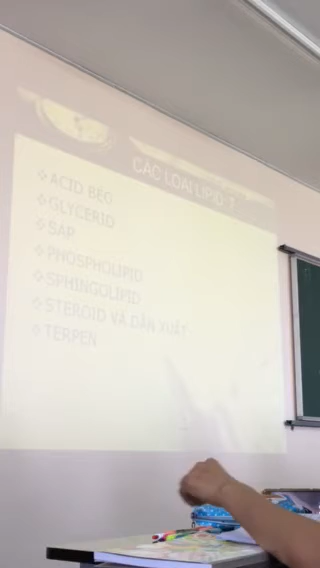 CÁC LOẠI LIPID
ACID BÉO
GLYCERID
SÁP
PHOSPHOLIPID
SPHINGOLIPID
STEROID VÀ DẪN XUẤT
TERPEN